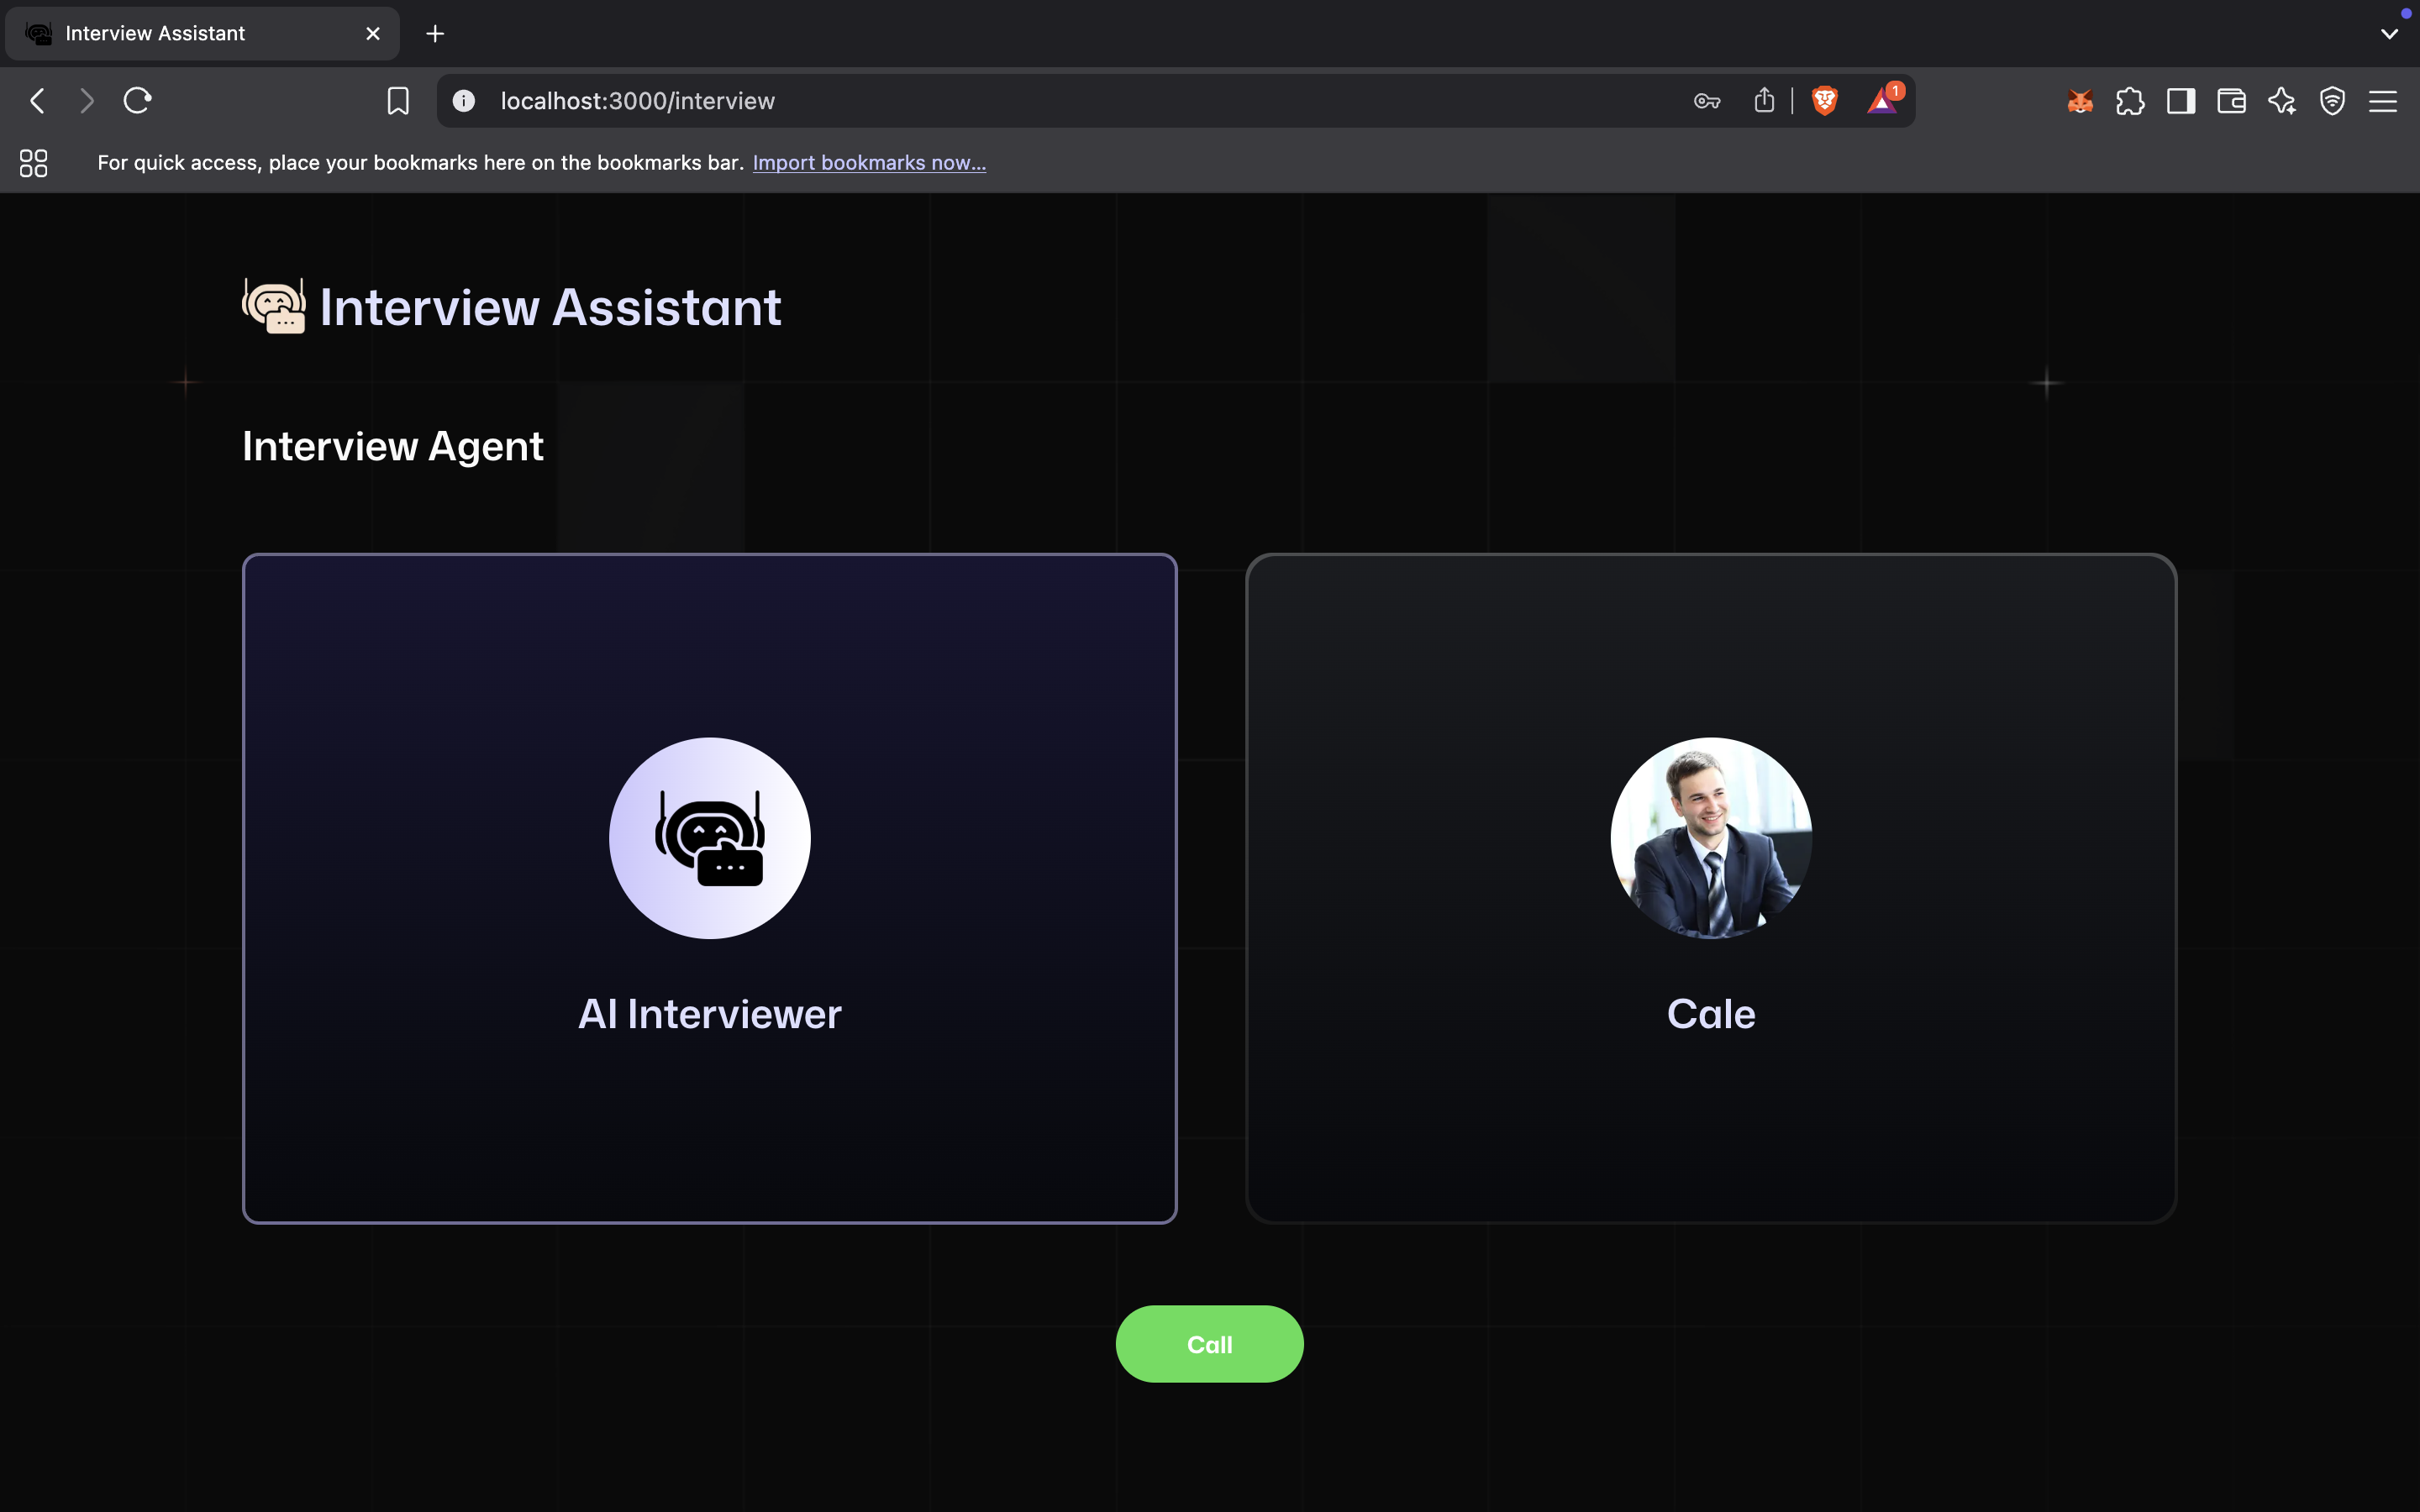 Interview Assistant
localhost:3000/interview
1
For quick access, place your bookmarks here on the bookmarks bar. Import bookmarks now...
Interview Assistant
Interview Agent
AI Interviewer
Cale
Call